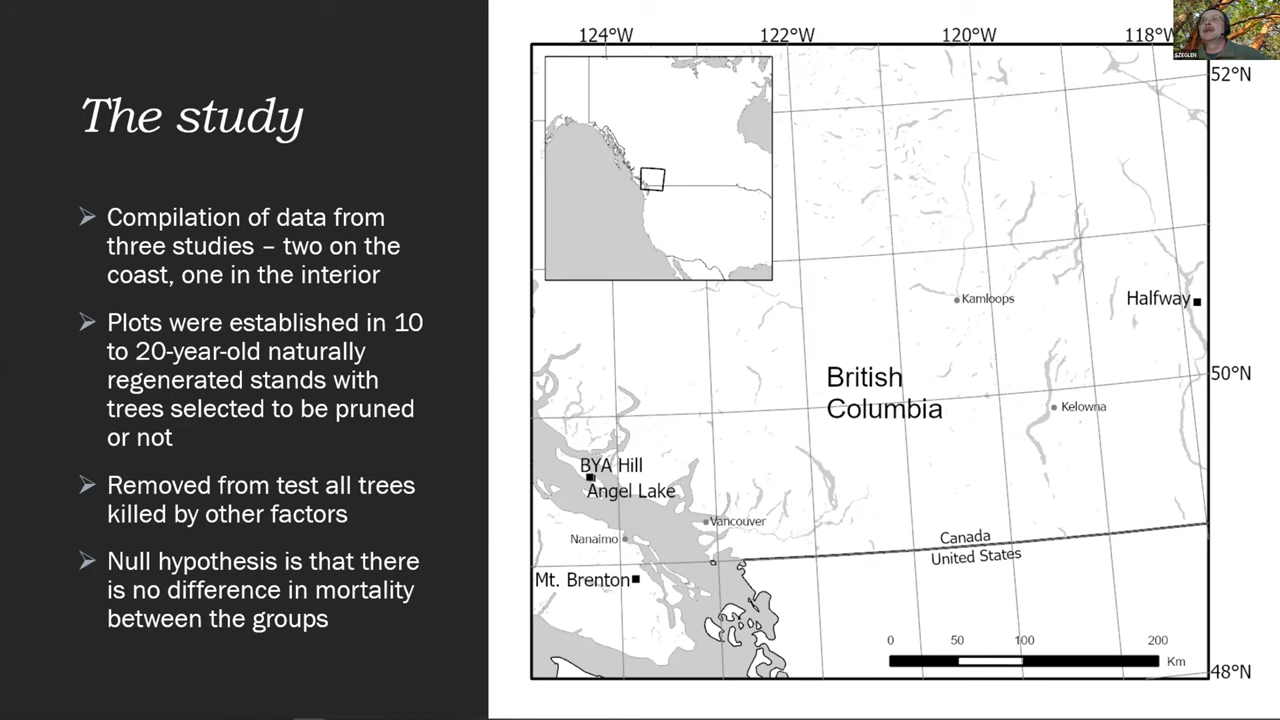 The study
Compilation of data from
three studies – two on the
coast, one in the interior
Plots were established in 10
to 20-year-old naturally
regenerated stands with
trees selected to be pruned
or not
Removed from test all trees
killed by other factors
Null hypothesis is that there
is no difference in mortality
between the groups
124°W 122°W 120°W 118°W
SZEGLEN
52°N
Kamloops
Halfway
50°N
British
Columbia
Kelowna
BYA Hill
Angel Lake
Vancouver
Nanaimo
Canada
United States
Mt. Brenton
0 50 100 200
Km
48°N